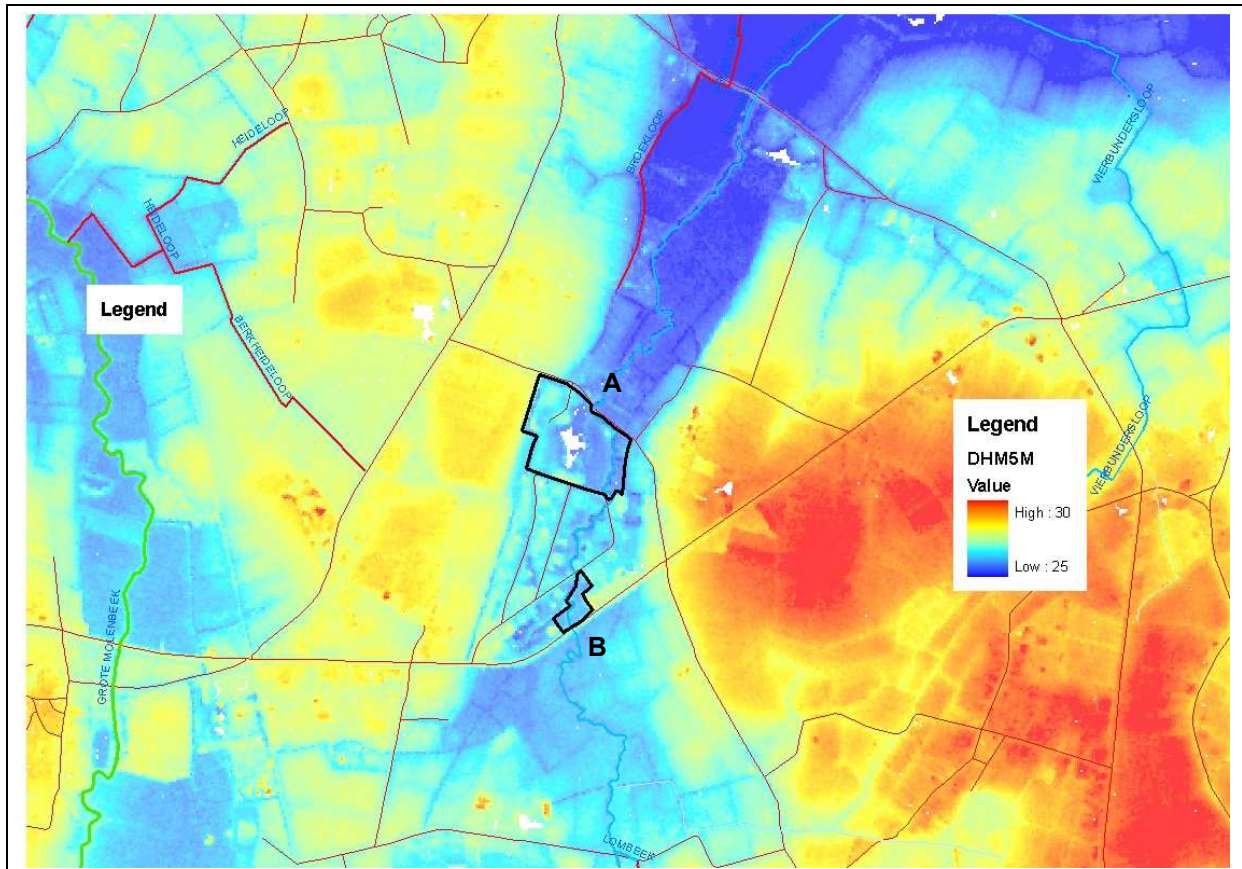 HEIDELOOP
BROEKLOOP
VIERBUNDERSLOOP
HEIDELOOP
Legend
BERKHEIDELOOP
A
Legend
DHM5M
Value
High : 30
Low : 25
VIERBUNDERSLOOP
GROTE MOLENBEEK
B
LOMBEEK